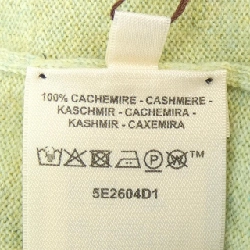 100% CACHEMIRE - CASHMERE -
KASCHMIR - CACHEMIRA -
KASHMIR - CAXEMIRA
TM
5E2604D1